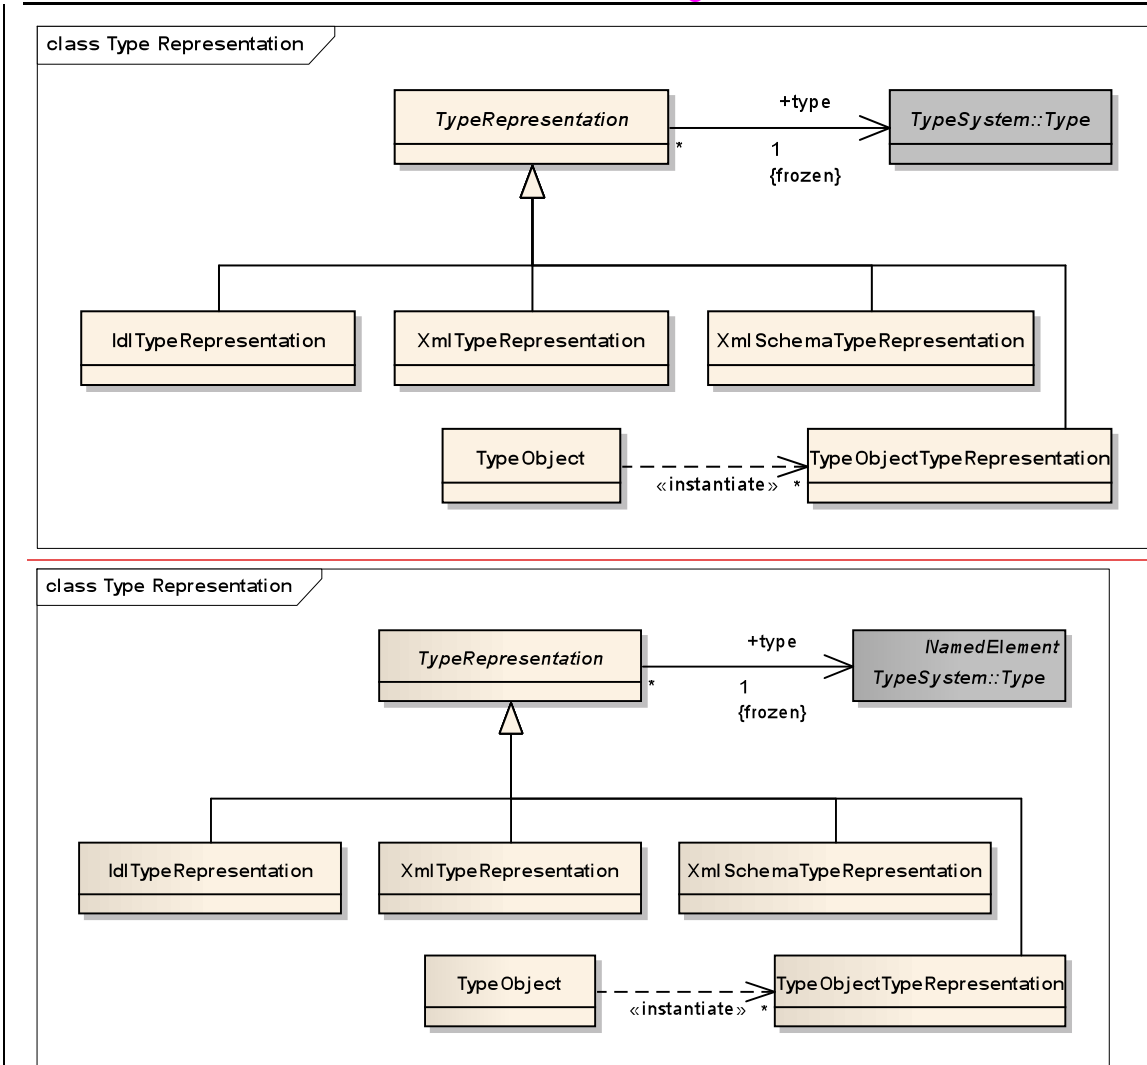 class Type Representation
TypeRepresentation
+type
TypeSystem::Type
*
1
{frozen}
IdlTypeRepresentation
XmlTypeRepresentation
XmlSchemaTypeRepresentation
TypeObject
TypeObjectTypeRepresentation
«instantiate»
*
class Type Representation
TypeRepresentation
+type
NamedElement
TypeSystem::Type
*
1
{frozen}
IdlTypeRepresentation
XmlTypeRepresentation
XmlSchemaTypeRepresentation
TypeObject
TypeObjectTypeRepresentation
«instantiate»
*